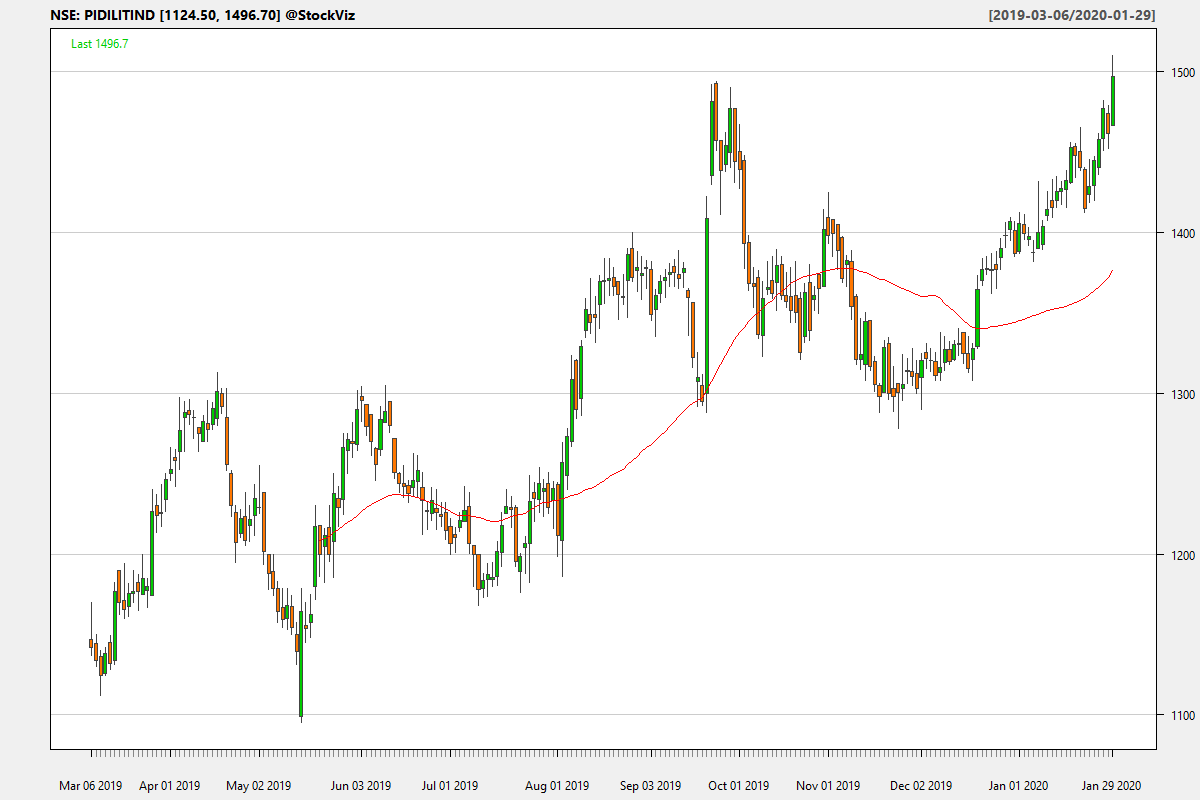 NSE: PIDILITIND [1124.50, 1496.70] @StockViz [2019-03-06/2020-01-29]
Last 1496.7
1500
1400
1300
1200
1100
Mar 06 2019 Apr 01 2019 May 02 2019 Jun 03 2019 Jul 01 2019 Aug 01 2019 Sep 03 2019 Oct 01 2019 Nov 01 2019 Dec 02 2019 Jan 01 2020 Jan 29 2020